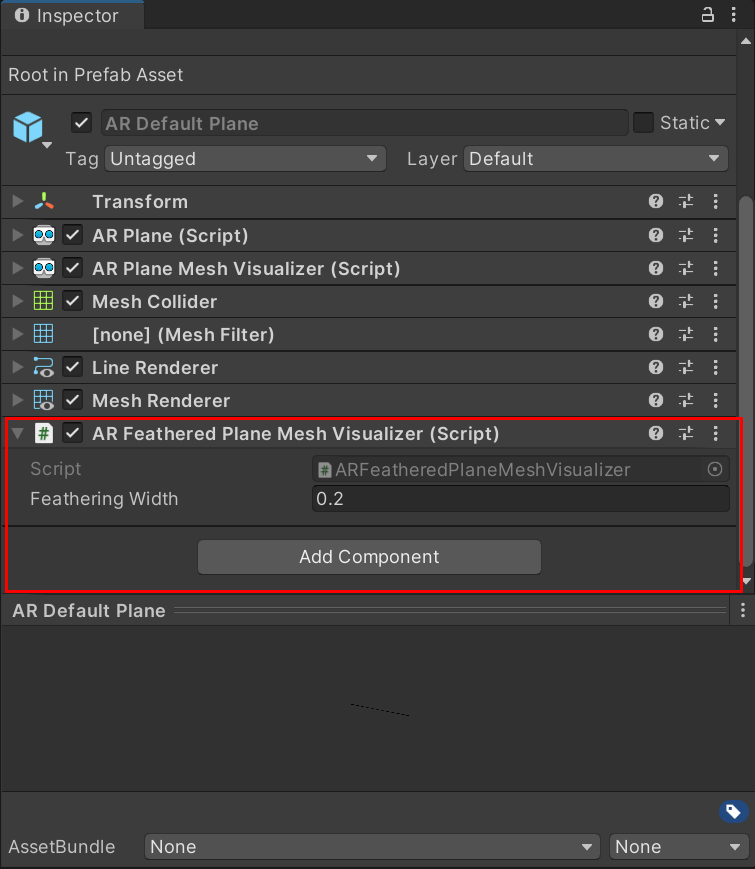 Inspector
Root in Prefab Asset
AR Default Plane Static
Tag Untagged Layer Default
Transform
AR Plane (Script)
AR Plane Mesh Visualizer (Script)
Mesh Collider
[none] (Mesh Filter)
Line Renderer
Mesh Renderer
# AR Feathered Plane Mesh Visualizer (Script)
Script # ARFeatheredPlaneMeshVisualizer
Feathering Width 0.2
Add Component
AR Default Plane
AssetBundle None None